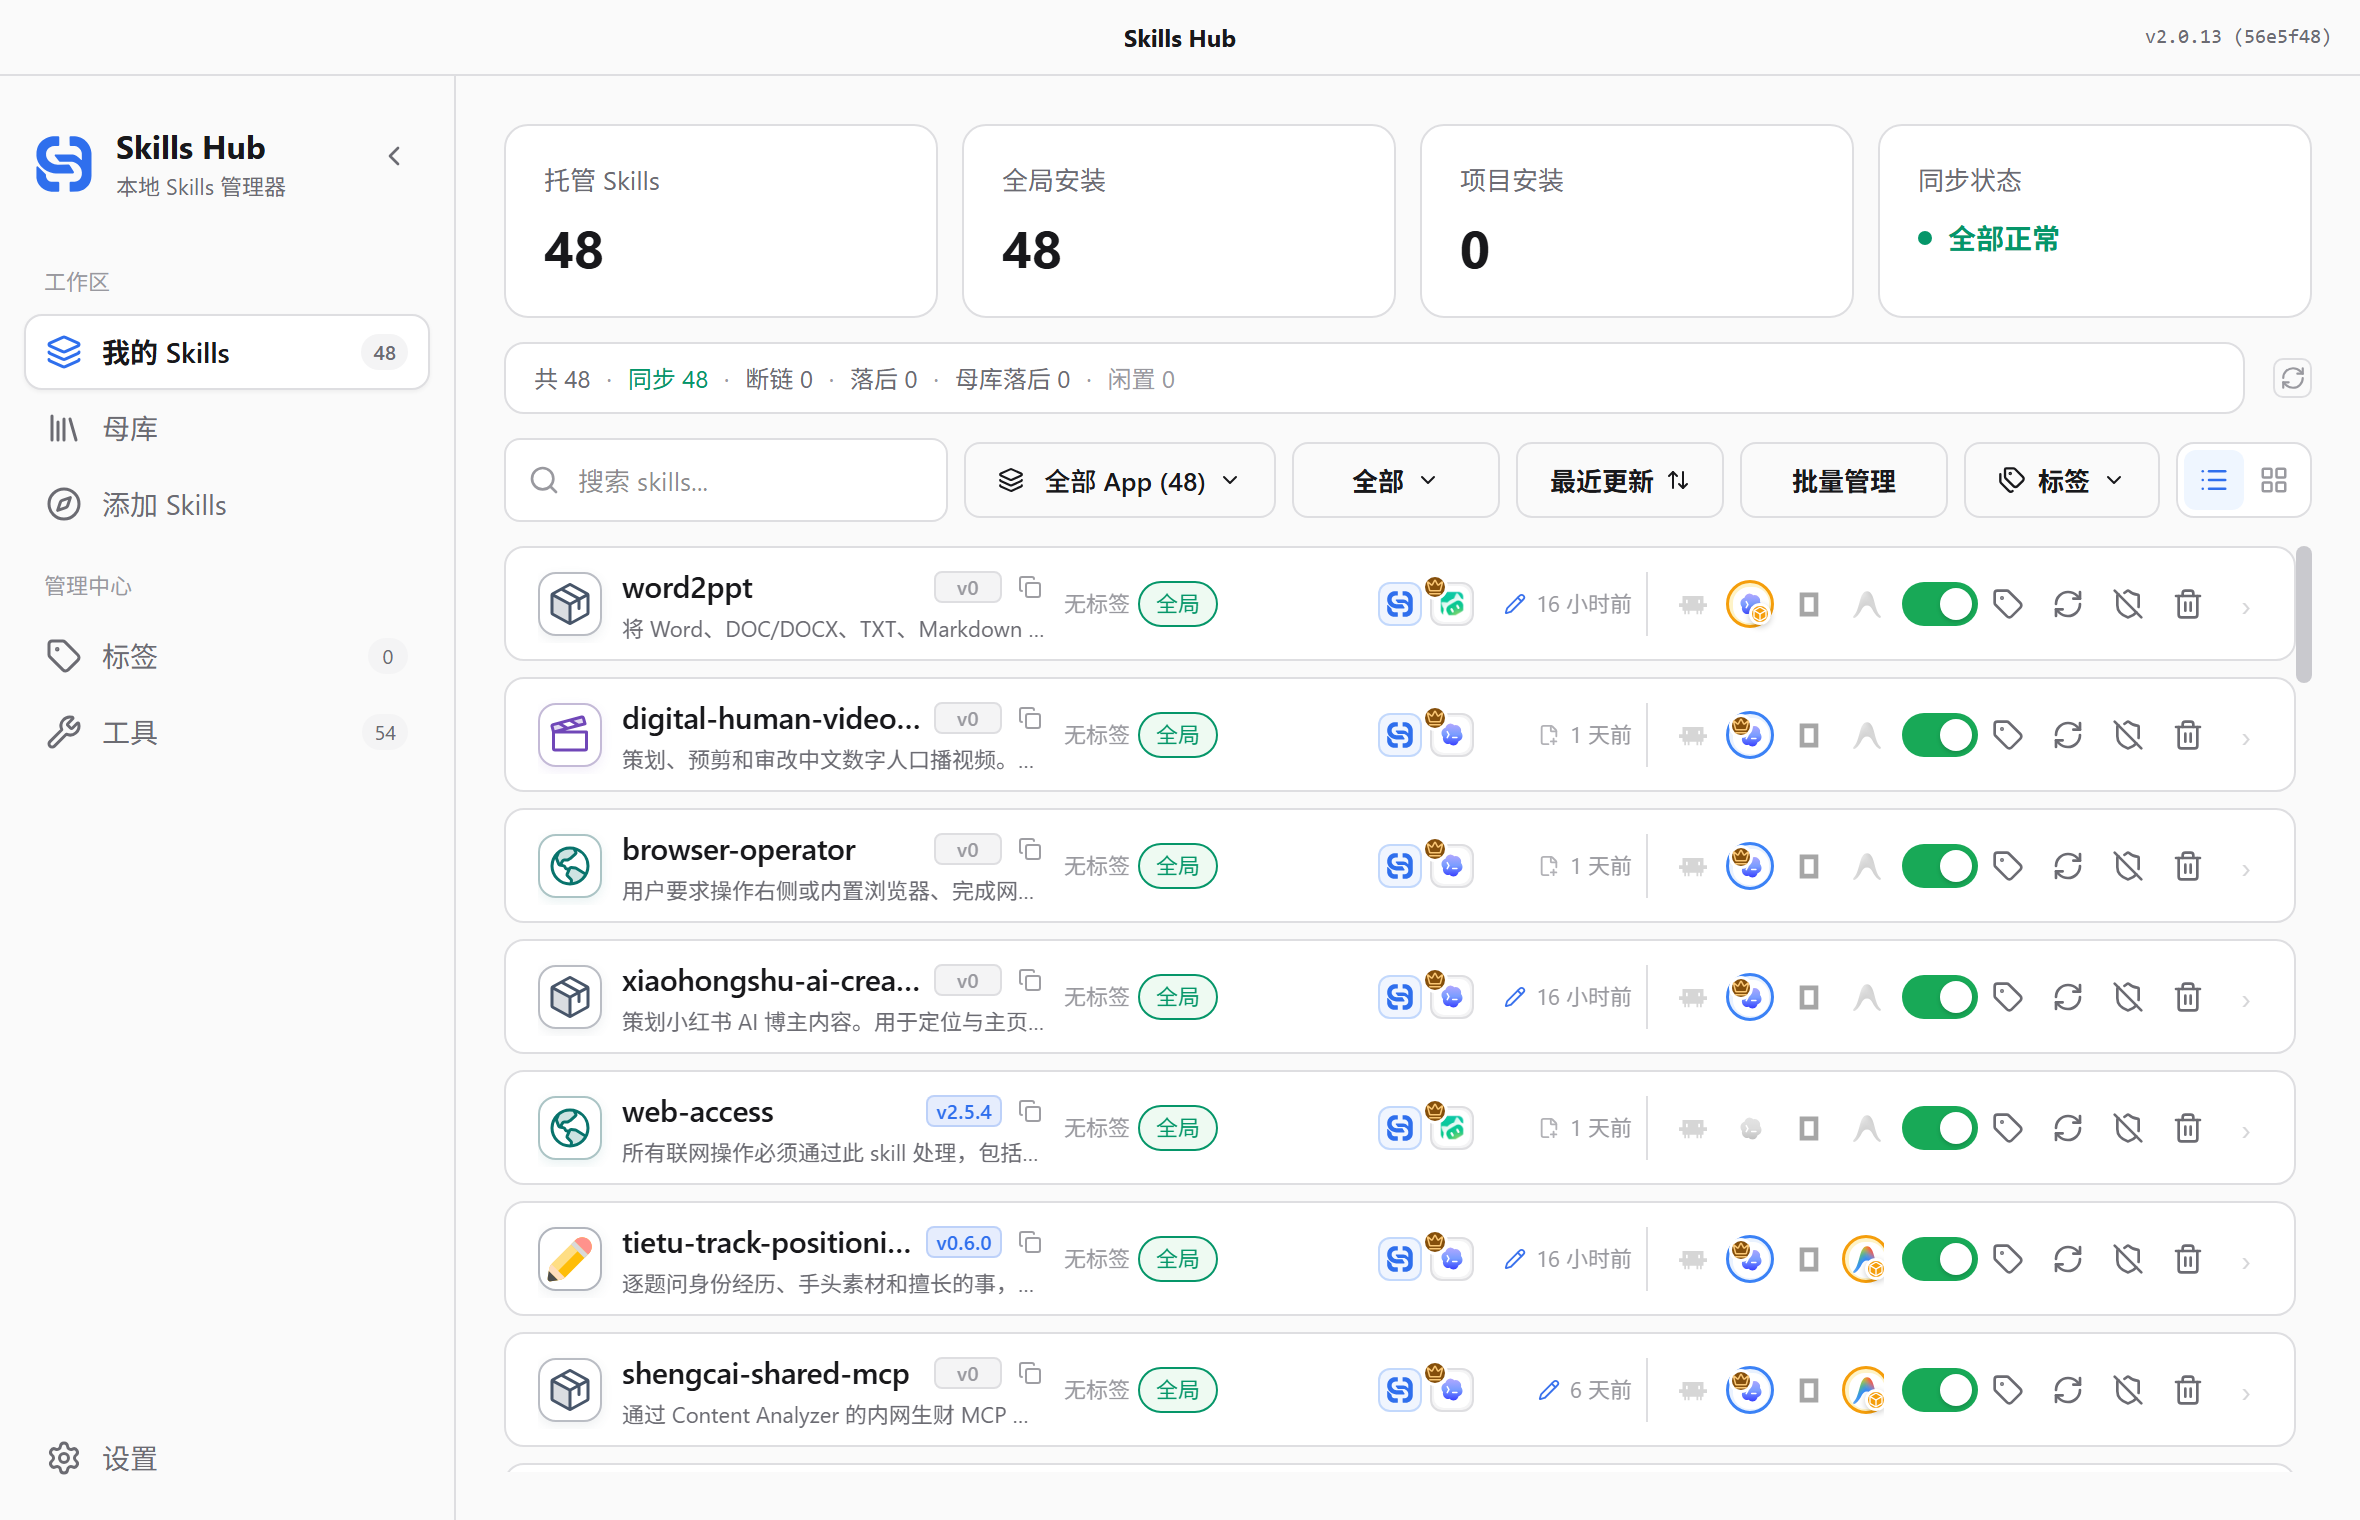 Skills Hub
v2.0.13 (56e5f48)
Skills Hub
本地 Skills 管理器
工作区
我的 Skills 48
母库
添加 Skills
管理中心
标签 0
工具 54
设置
托管 Skills
48
全局安装
48
项目安装
0
同步状态
全部正常
共 48 · 同步 48 · 断链 0 · 落后 0 · 母库落后 0 · 闲置 0
搜索 skills...
全部 App (48)
全部
最近更新
批量管理
标签
word2ppt v0
将 Word、DOC/DOCX、TXT、Markdown ...
无标签 全局 16 小时前
digital-human-video... v0
策划、预剪和审改中文数字人口播视频。...
无标签 全局 1 天前
browser-operator v0
用户要求操作右侧或内置浏览器、完成网...
无标签 全局 1 天前
xiaohongshu-ai-crea... v0
策划小红书 AI 博主内容。用于定位与主页...
无标签 全局 16 小时前
web-access v2.5.4
所有联网操作必须通过此 skill 处理，包括...
无标签 全局 1 天前
tietu-track-positioni... v0.6.0
逐题问身份经历、手头素材和擅长的事，...
无标签 全局 16 小时前
shengcai-shared-mcp v0
通过 Content Analyzer 的内网生财 MCP ...
无标签 全局 6 天前